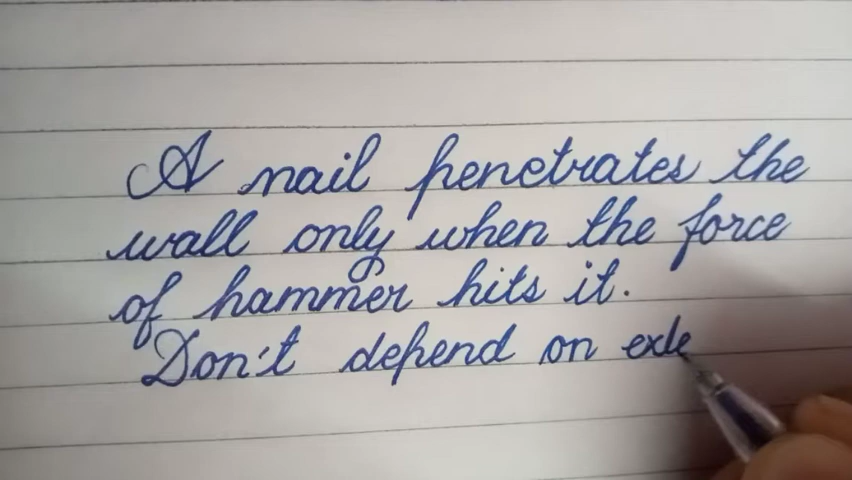 A nail penetrates the
wall only when the force
of hammer hits it.
Don't depend on exte